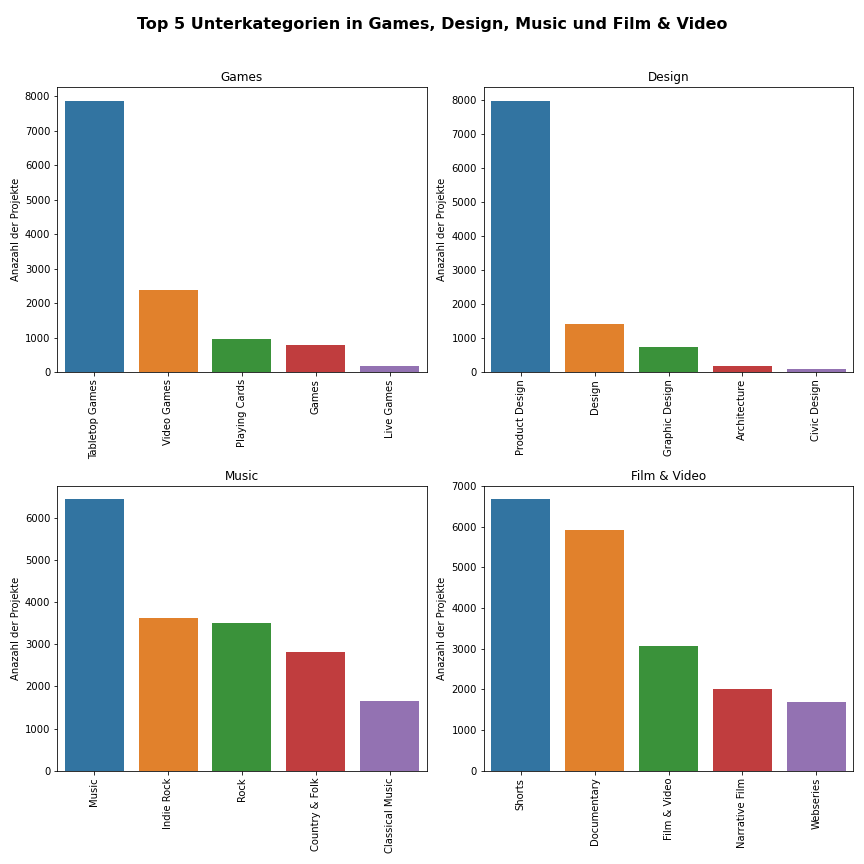 Top 5 Unterkategorien in Games, Design, Music und Film & Video
Games
Anazahl der Projekte
8000
7000
6000
5000
4000
3000
2000
1000
0
Tabletop Games
Video Games
Playing Cards
Games
Live Games
Design
Anazahl der Projekte
8000
7000
6000
5000
4000
3000
2000
1000
0
Product Design
Design
Graphic Design
Architecture
Civic Design
Music
Anazahl der Projekte
6000
5000
4000
3000
2000
1000
0
Music
Indie Rock
Rock
Country & Folk
Classical Music
Film & Video
Anazahl der Projekte
7000
6000
5000
4000
3000
2000
1000
0
Shorts
Documentary
Film & Video
Narrative Film
Webseries